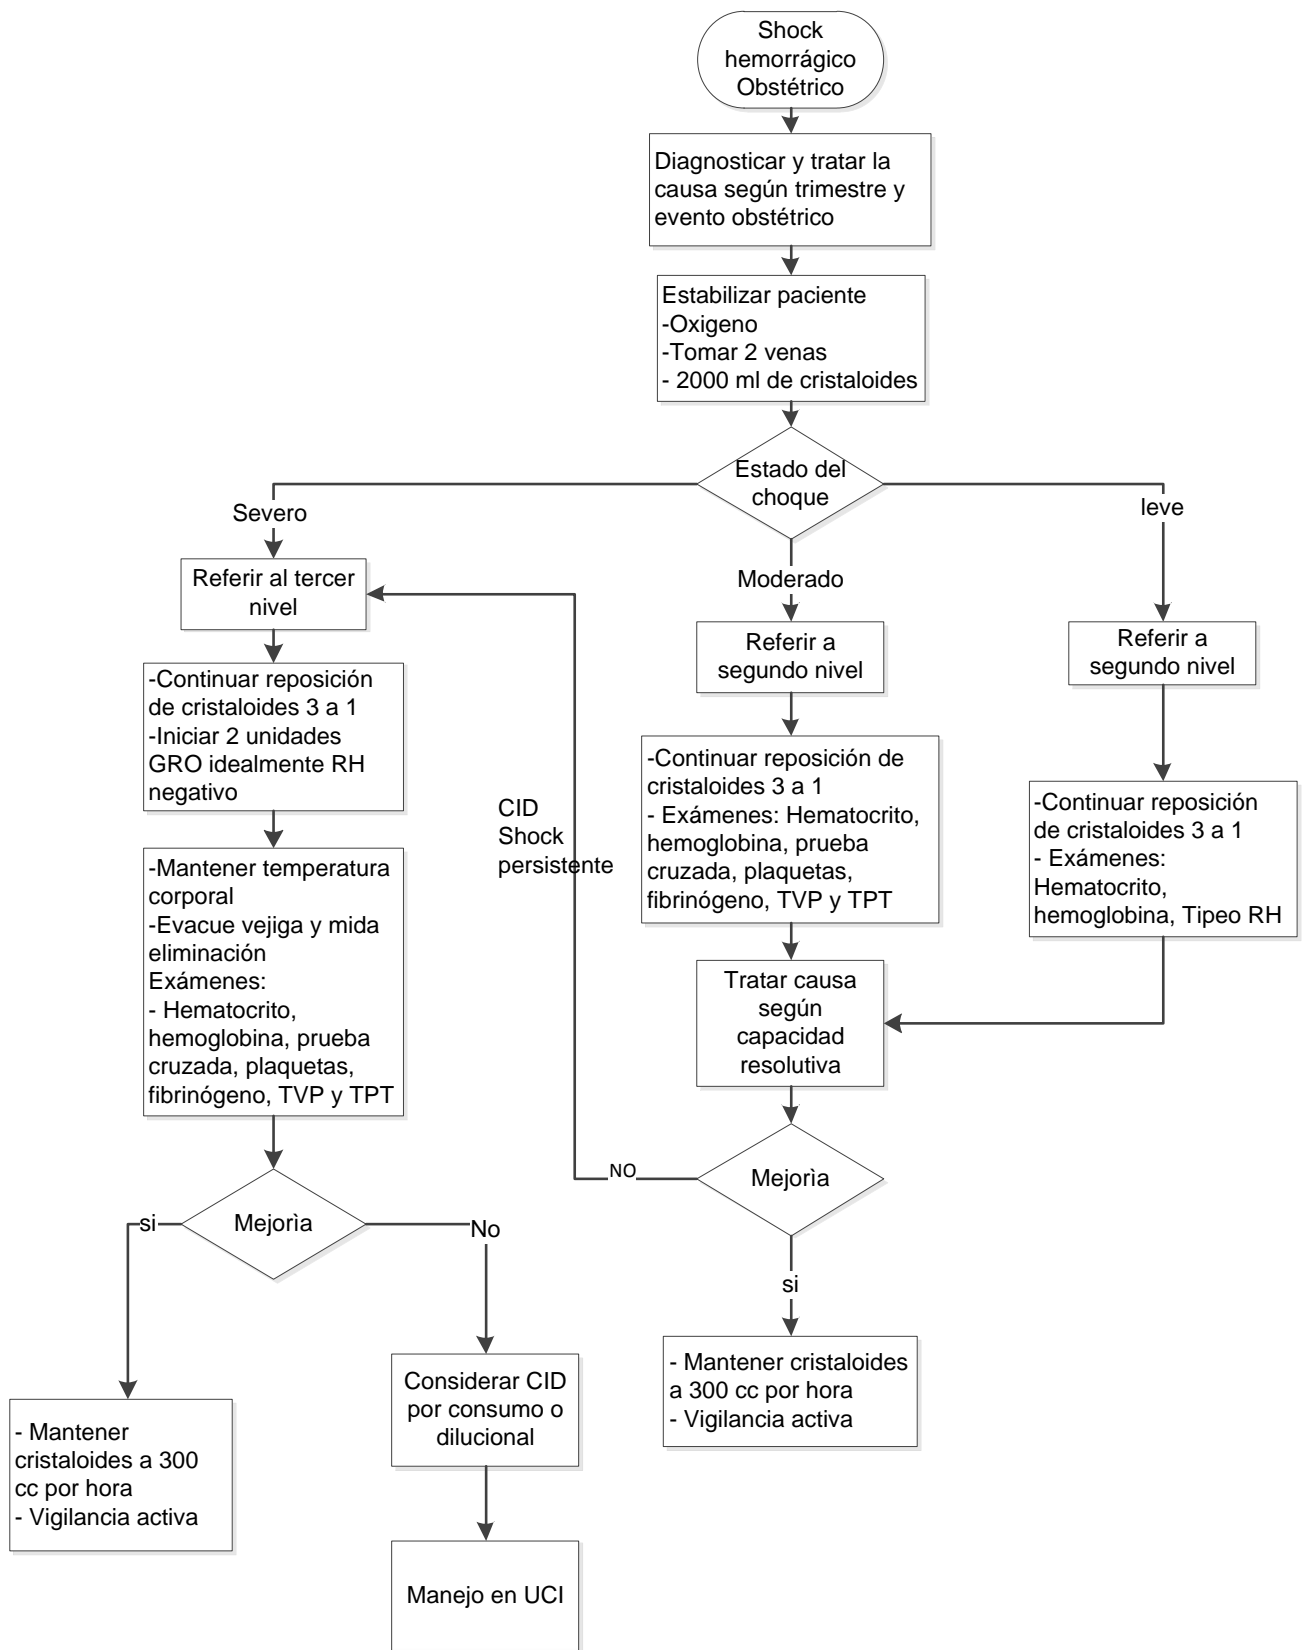 Shock
hemorrágico
Obstétrico
Diagnosticar y tratar la
causa según trimestre y
evento obstétrico
Estabilizar paciente
-Oxigeno
-Tomar 2 venas
- 2000 ml de cristaloides
Estado del
choque
Severo
Moderado
leve
Referir al tercer
nivel
-Continuar reposición
de cristaloides 3 a 1
-Iniciar 2 unidades
GRO idealmente RH
negativo
-Mantener temperatura
corporal
-Evacue vejiga y mida
eliminación
Exámenes:
- Hematocrito,
hemoglobina, prueba
cruzada, plaquetas,
fibrinógeno, TVP y TPT
Mejorìa
si
No
- Mantener
cristaloides a 300
cc por hora
- Vigilancia activa
Considerar CID
por consumo o
dilucional
Manejo en UCI
CID
Shock
persistente
Referir a
segundo nivel
-Continuar reposición de
cristaloides 3 a 1
- Exámenes: Hematocrito,
hemoglobina, prueba
cruzada, plaquetas,
fibrinógeno, TVP y TPT
Tratar causa
según
capacidad
resolutiva
Mejorìa
NO
si
- Mantener cristaloides
a 300 cc por hora
- Vigilancia activa
Referir a
segundo nivel
-Continuar reposición
de cristaloides 3 a 1
- Exámenes:
Hematocrito,
hemoglobina, Tipeo RH